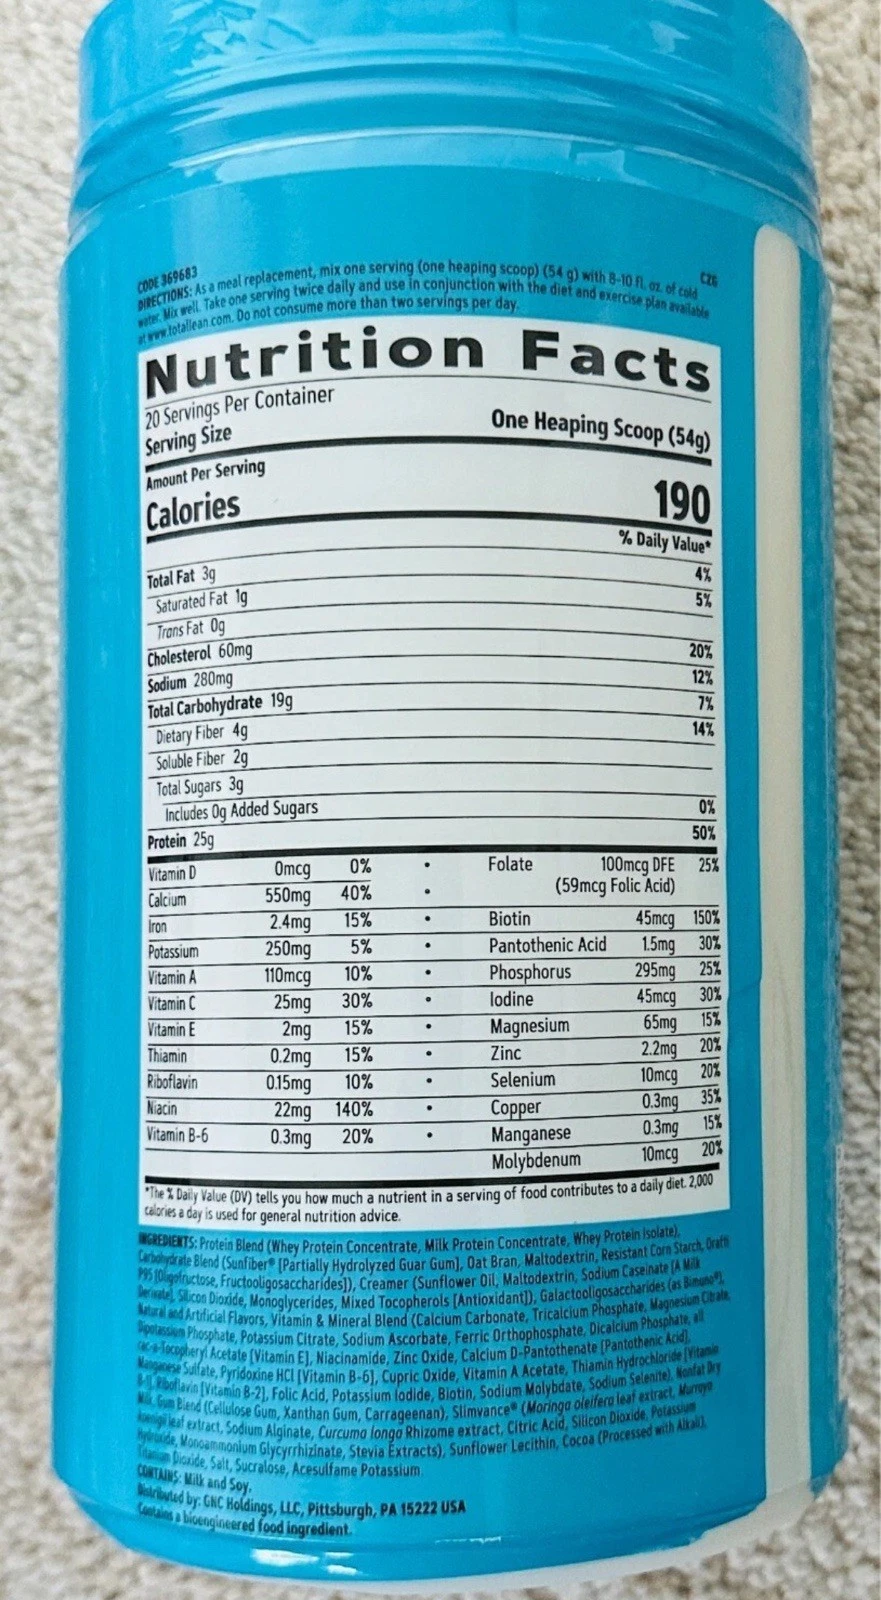 CODE 369683 CZG
DIRECTIONS: As a meal replacement, mix one serving (one heaping scoop) (54 g) with 8-10 fl. oz. of cold
water. Mix well. Take one serving twice daily and use in conjunction with the diet and exercise plan available
at www.totallean.com. Do not consume more than two servings per day.
Nutrition Facts
20 Servings Per Container
Serving Size One Heaping Scoop (54g)
Amount Per Serving
Calories 190
% Daily Value*
Total Fat 3g 4%
Saturated Fat 1g 5%
Trans Fat 0g
Cholesterol 60mg 20%
Sodium 280mg 12%
Total Carbohydrate 19g 7%
Dietary Fiber 4g 14%
Soluble Fiber 2g
Total Sugars 3g
Includes 0g Added Sugars 0%
Protein 25g 50%
Vitamin D 0mcg 0% • Folate 100mcg DFE 25%
(59mcg Folic Acid)
Calcium 550mg 40% •
Iron 2.4mg 15% • Biotin 45mcg 150%
Potassium 250mg 5% • Pantothenic Acid 1.5mg 30%
Vitamin A 110mcg 10% • Phosphorus 295mg 25%
Vitamin C 25mg 30% • Iodine 45mcg 30%
Vitamin E 2mg 15% • Magnesium 65mg 15%
Thiamin 0.2mg 15% • Zinc 2.2mg 20%
Riboflavin 0.15mg 10% • Selenium 10mcg 20%
Niacin 22mg 140% • Copper 0.3mg 35%
Vitamin B-6 0.3mg 20% • Manganese 0.3mg 15%
Molybdenum 10mcg 20%
*The % Daily Value (DV) tells you how much a nutrient in a serving of food contributes to a daily diet. 2,000
calories a day is used for general nutrition advice.
INGREDIENTS: Protein Blend (Whey Protein Concentrate, Milk Protein Concentrate, Whey Protein Isolate),
Carbohydrate Blend (Sunfiber® [Partially Hydrolyzed Guar Gum], Oat Bran, Maltodextrin, Resistant Corn Starch, Orafti
P95 [Oligofructose, Fructooligosaccharides]), Creamer (Sunflower Oil, Maltodextrin, Sodium Caseinate [A Milk
Derivate], Silicon Dioxide, Monoglycerides, Mixed Tocopherols [Antioxidant]), Galactooligosaccharides (as Bimuno®),
Natural and Artificial Flavors, Vitamin & Mineral Blend (Calcium Carbonate, Tricalcium Phosphate, Magnesium Citrate,
Dipotassium Phosphate, Potassium Citrate, Sodium Ascorbate, Ferric Orthophosphate, Dicalcium Phosphate, all
rac-a-Tocopheryl Acetate [Vitamin E], Niacinamide, Zinc Oxide, Calcium D-Pantothenate [Pantothenic Acid],
Manganese Sulfate, Pyridoxine HCl [Vitamin B-6], Cupric Oxide, Vitamin A Acetate, Thiamin Hydrochloride [Vitamin
B-1], Riboflavin [Vitamin B-2], Folic Acid, Potassium Iodide, Biotin, Sodium Molybdate, Sodium Selenite), Nonfat Dry
Milk, Gum Blend (Cellulose Gum, Xanthan Gum, Carrageenan), Slimvance® (Moringa oleifera leaf extract, Murraya
koenigii leaf extract, Sodium Alginate, Curcuma longa Rhizome extract, Citric Acid, Silicon Dioxide, Potassium
Hydroxide, Monoammonium Glycyrrhizinate, Stevia Extracts), Sunflower Lecithin, Cocoa (Processed with Alkali),
Titanium Dioxide, Salt, Sucralose, Acesulfame Potassium.
CONTAINS: Milk and Soy.
Distributed by: GNC Holdings, LLC, Pittsburgh, PA 15222 USA
Contains a bioengineered food ingredient.